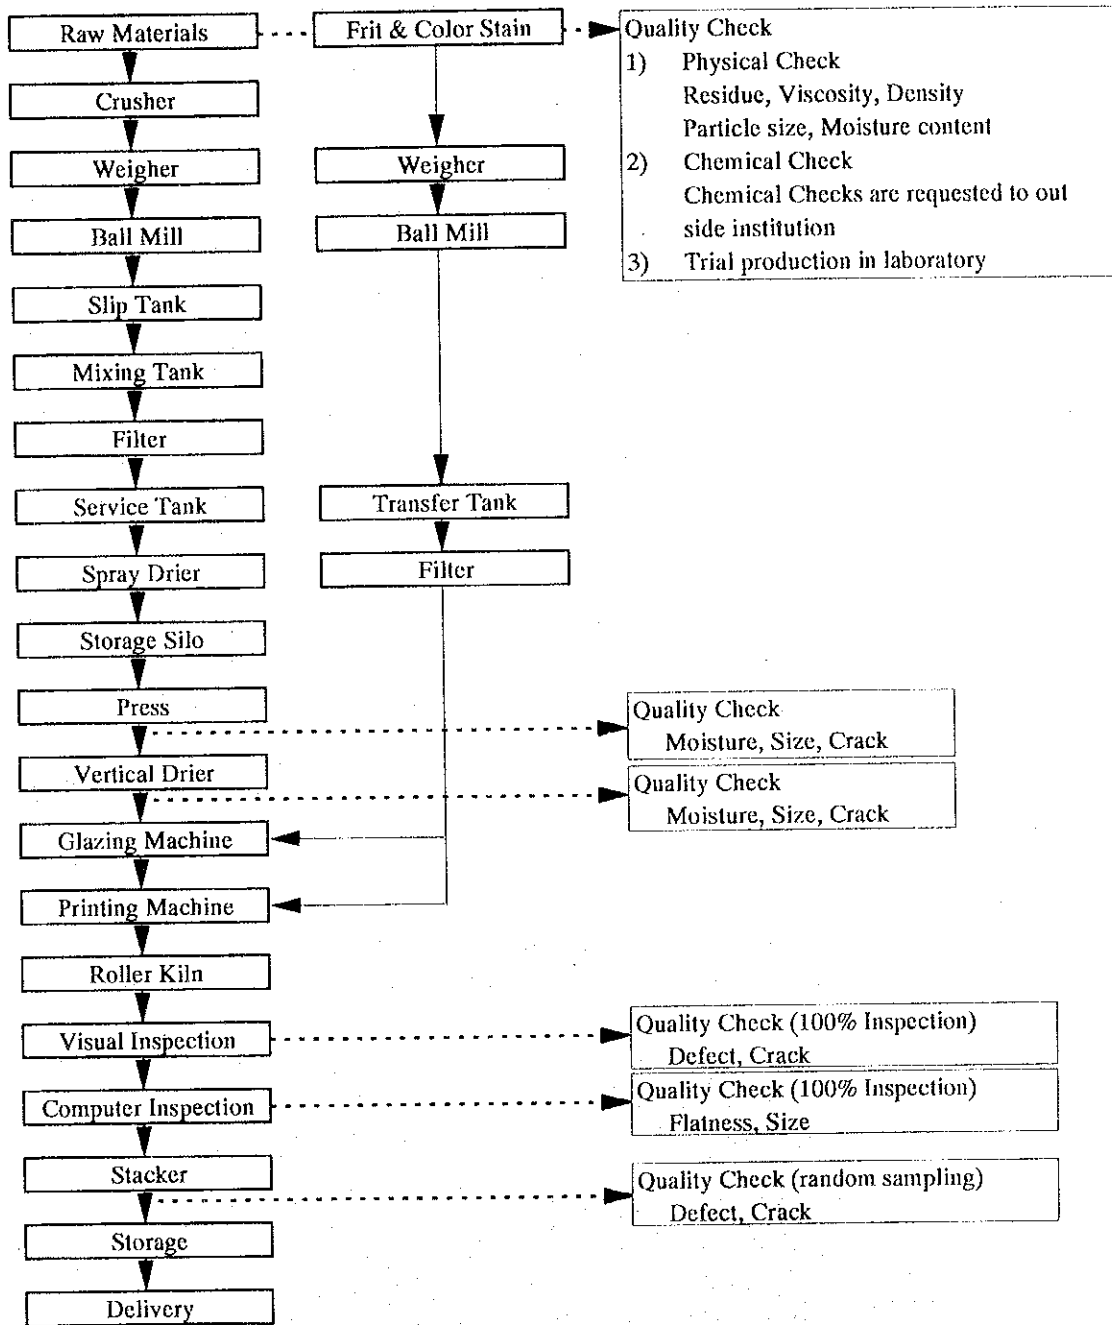 Raw Materials
Frit & Color Stain
Quality Check
1) Physical Check
Residue, Viscosity, Density
Particle size, Moisture content
2) Chemical Check
Chemical Checks are requested to out
side institution
3) Trial production in laboratory
Crusher
Weigher
Weigher
Ball Mill
Ball Mill
Slip Tank
Mixing Tank
Filter
Service Tank
Transfer Tank
Spray Drier
Filter
Storage Silo
Press
Quality Check
Moisture, Size, Crack
Vertical Drier
Quality Check
Moisture, Size, Crack
Glazing Machine
Printing Machine
Roller Kiln
Visual Inspection
Quality Check (100% Inspection)
Defect, Crack
Computer Inspection
Quality Check (100% Inspection)
Flatness, Size
Stacker
Quality Check (random sampling)
Defect, Crack
Storage
Delivery